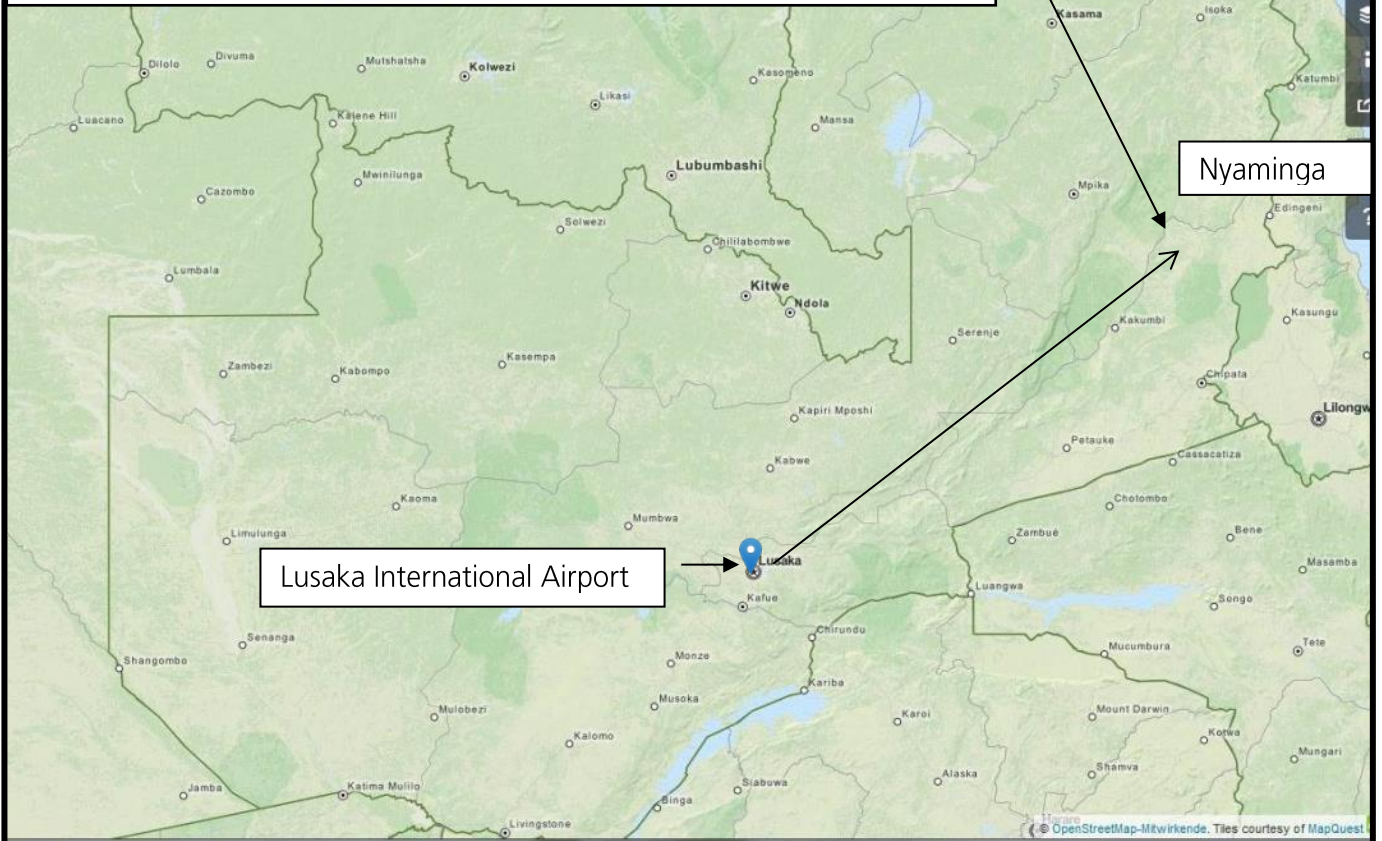 Kasama
Isoka
Dilolo
Divuma
Mutshatsha
Kolwezi
Kasomeno
Katumbi
Likasi
Luacano
Kalene Hill
Mansa
Nyaminga
Lubumbashi
Mwinilunga
Mpika
Cazombo
Edingeni
Solwezi
Chililabombwe
Lumbala
Kitwe
Ndola
Kasungu
Kakumbi
Serenje
Zambezi
Kabompo
Kasempa
Chipata
Kapiri Mposhi
Lilongw
Petauke
Cassacatiza
Kabwe
Kaoma
Chotombo
Mumbwa
Limulunga
Zambué
Bene
Lusaka
Masamba
Lusaka International Airport
Luangwa
Kafue
Songo
Senanga
Chirundu
Tete
Mucumbura
Shangombo
Monze
Kariba
Musoka
Mulobezi
Karoi
Mount Darwin
Kalomo
Kotwa
Mungari
Jamba
Katima Mulilo
Siabuwa
Alaska
Shamva
Binga
Livingstone
Harare
© OpenStreetMap-Mitwirkende. Tiles courtesy of MapQuest